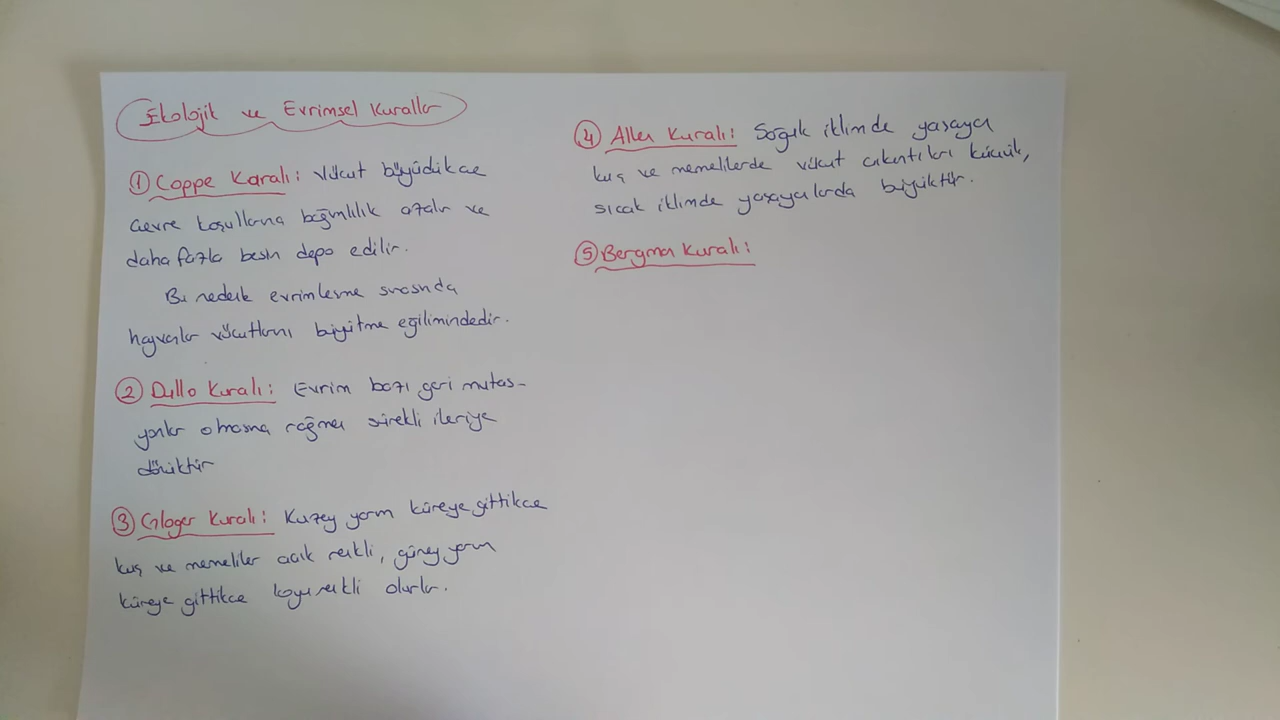 Ekolojik ve Evrimsel Kurallar
① Coppe Kuralı: Vücut büyüdükçe
çevre koşullarına bağımlılık azalır ve
daha fazla besin depo edilir.
Bu nedenle evrimleşme sırasında
hayvanlar vücutlarını büyütme eğilimindedir.
② Dollo Kuralı: Evrim bazı geri mutas-
yonlar olmasına rağmen sürekli ileriye
dönüktür
③ Gloger Kuralı: Kuzey yarım küreye gittikçe
kuş ve memeliler açık renkli, güney yarım
küreye gittikçe koyu renkli olurlar.
④ Allen Kuralı: Soğuk iklimde yaşayan
kuş ve memelilerde vücut çıkıntıları küçük,
sıcak iklimde yaşayanlarda büyüktür.
⑤ Bergman Kuralı: